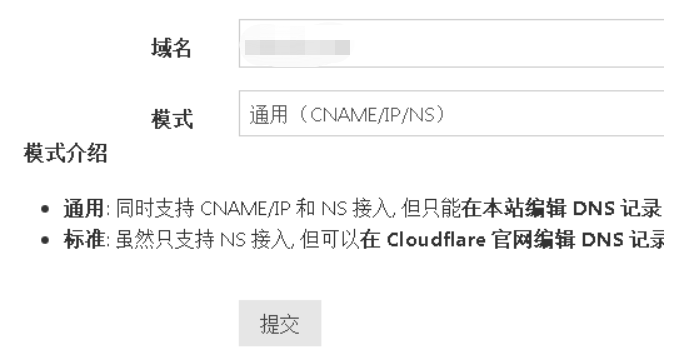 域名
模式
通用（CNAME/IP/NS）
模式介绍
通用: 同时支持 CNAME/IP 和 NS 接入, 但只能在本站编辑 DNS 记录
标准: 虽然只支持 NS 接入, 但可以在 Cloudflare 官网编辑 DNS 记录
提交